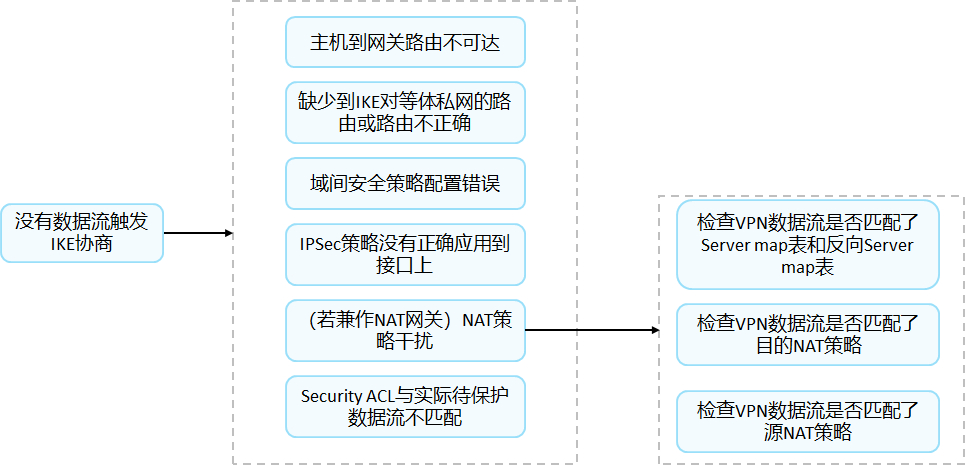 没有数据流触发
IKE协商
主机到网关路由不可达
缺少到IKE对等体私网的路
由或路由不正确
域间安全策略配置错误
IPSec策略没有正确应用到
接口上
（若兼作NAT网关）NAT策
略干扰
Security ACL与实际待保护
数据流不匹配
检查VPN数据流是否匹配了
Server map表和反向Server
map表
检查VPN数据流是否匹配了
目的NAT策略
检查VPN数据流是否匹配了
源NAT策略